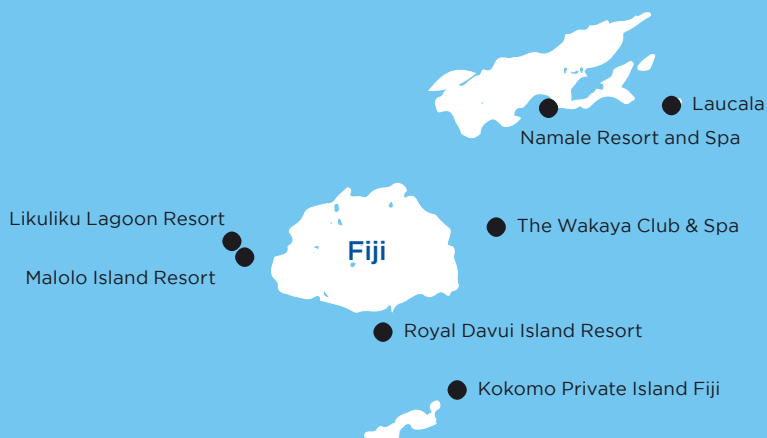 Laucala
Namale Resort and Spa
Likuliku Lagoon Resort
The Wakaya Club & Spa
Fiji
Malolo Island Resort
Royal Davui Island Resort
Kokomo Private Island Fiji